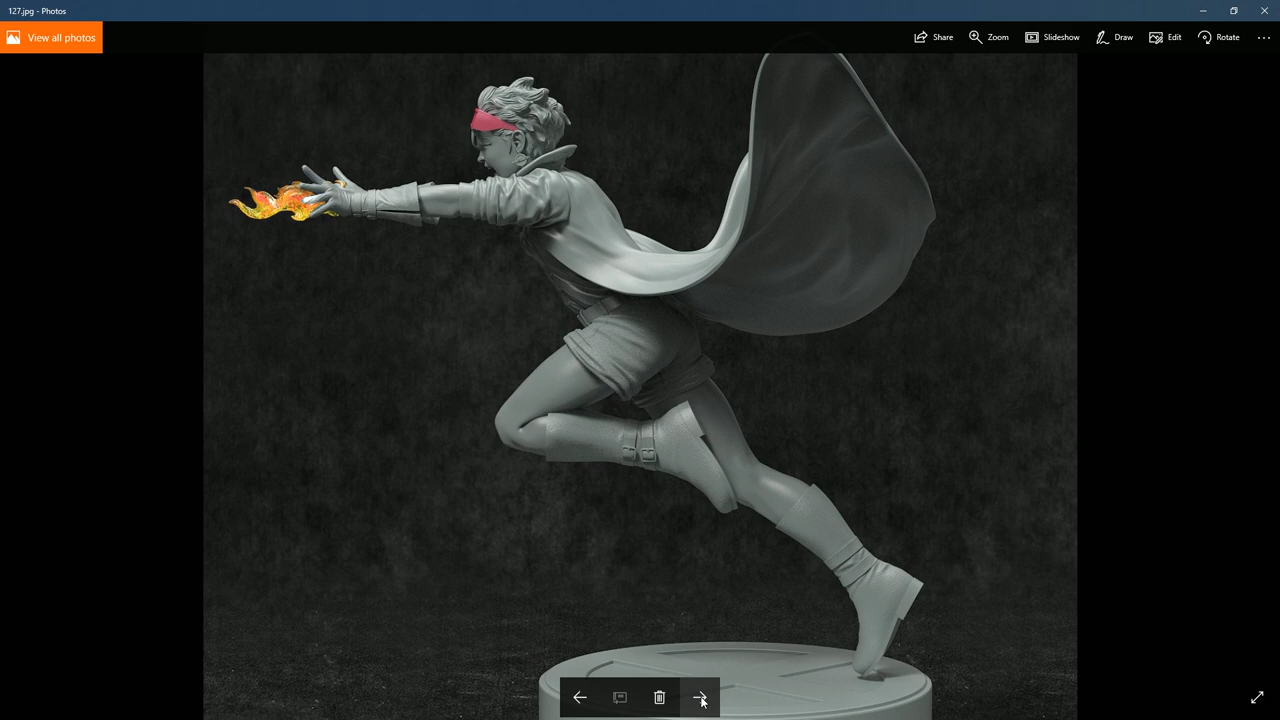 127.jpg - Photos
View all photos
Share
Zoom
Slideshow
Draw
Edit
Rotate